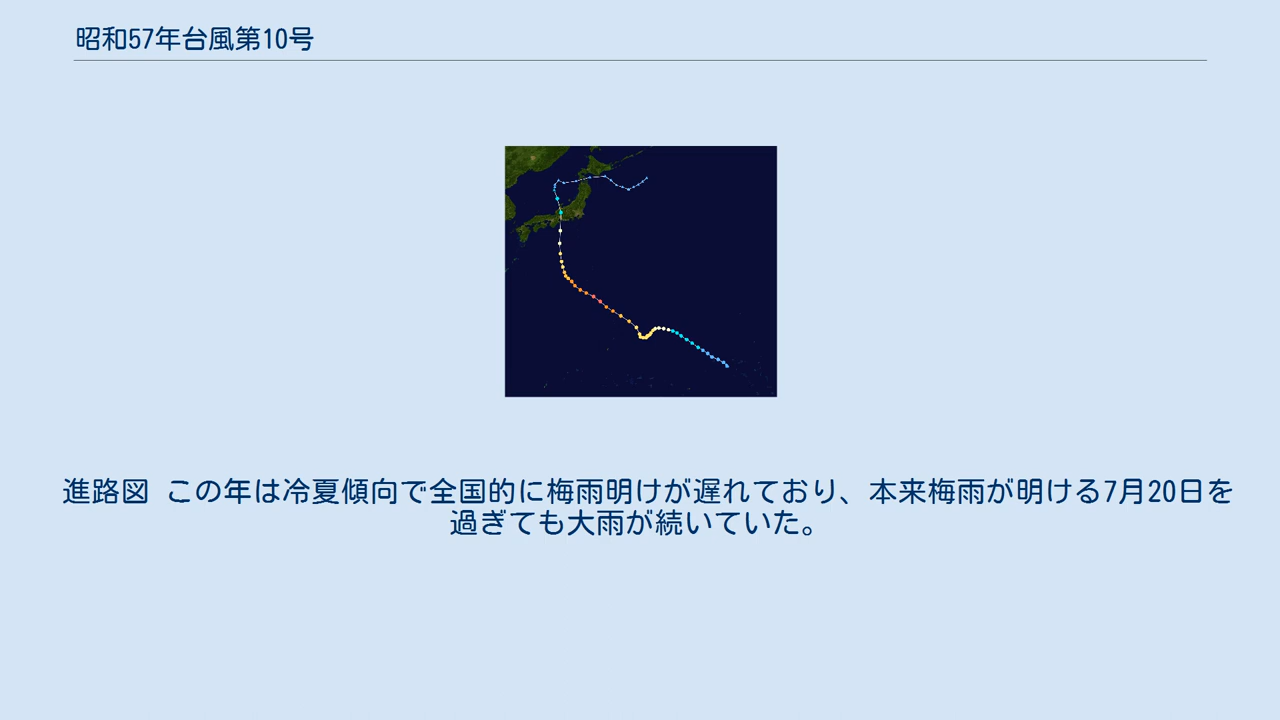 昭和57年台風第10号
進路図 この年は冷夏傾向で全国的に梅雨明けが遅れており、本来梅雨が明ける7月20日を
過ぎても大雨が続いていた。